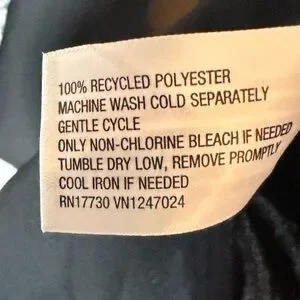 100% RECYCLED POLYESTER
MACHINE WASH COLD SEPARATELY
GENTLE CYCLE
ONLY NON-CHLORINE BLEACH IF NEEDED
TUMBLE DRY LOW, REMOVE PROMPTLY
COOL IRON IF NEEDED
RN17730 VN1247024